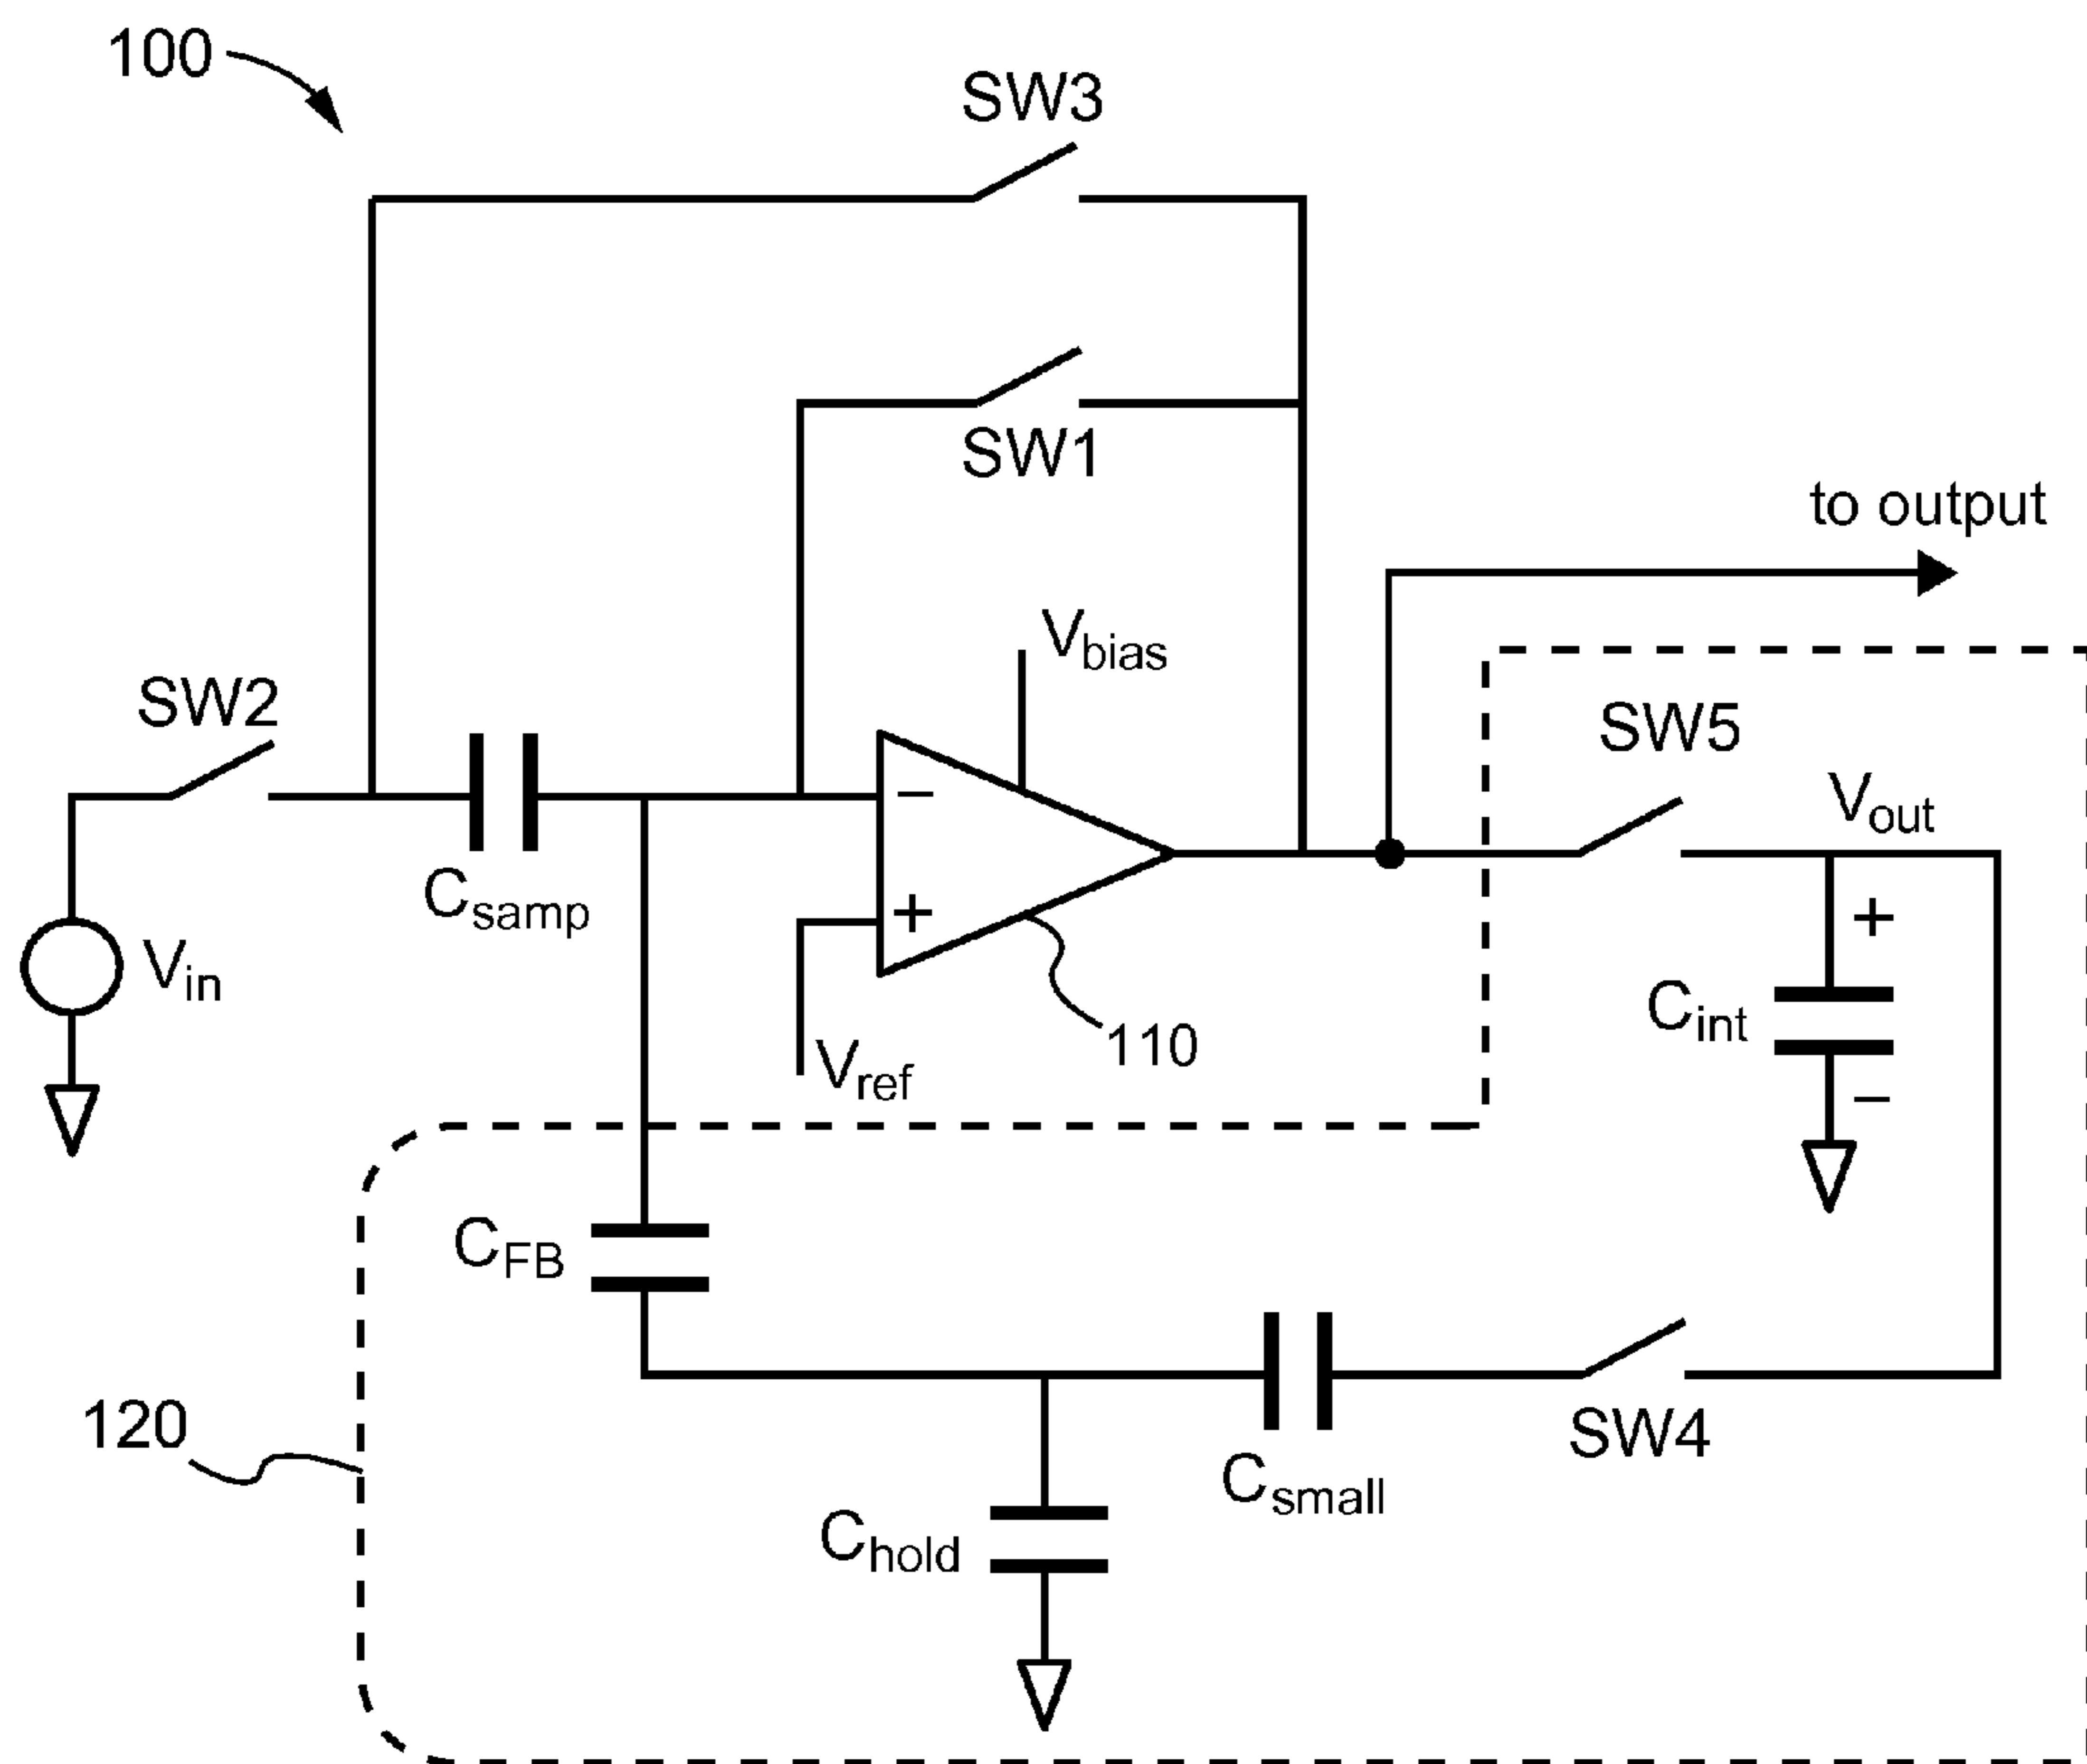 100
SW3
SW1
to output
Vbias
SW2
SW5
Vout
Csamp
−
+
+
Vin
Cint
110
Vref
−
CFB
120
SW4
Csmall
Chold